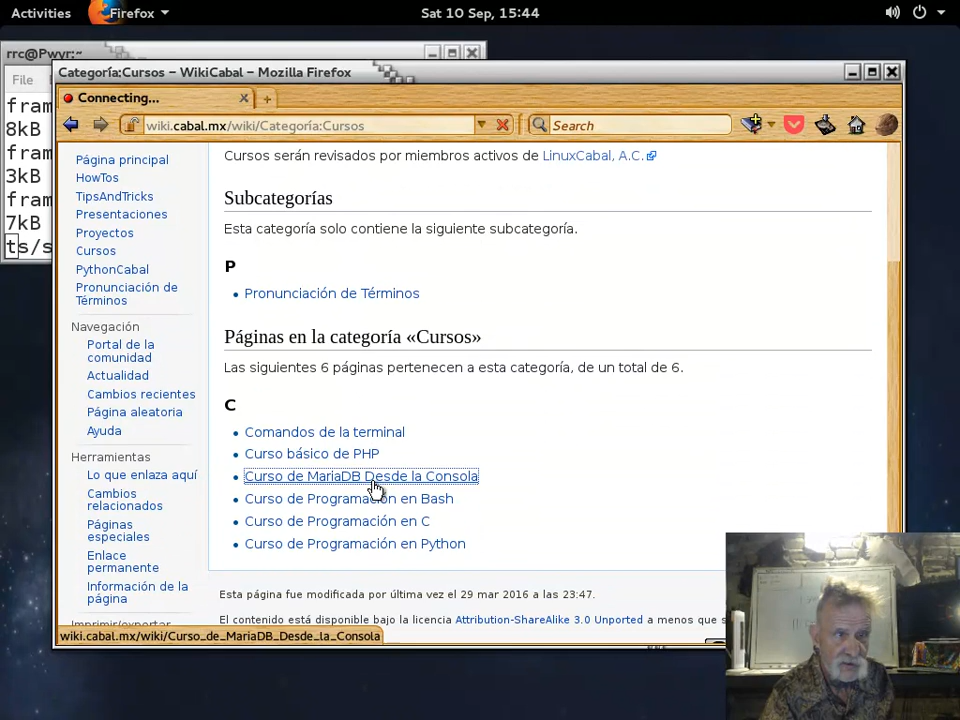 Activities Firefox Sat 10 Sep, 15:44
rrc@Pwyr:~
File
fram
8kB
fram
3kB
fram
7kB
ts/s
Categoría:Cursos – WikiCabal – Mozilla Firefox
Connecting...
wiki.cabal.mx/wiki/Categoría:Cursos Search
Página principal
HowTos
TipsAndTricks
Presentaciones
Proyectos
Cursos
PythonCabal
Pronunciación de
Términos
Navegación
Portal de la
comunidad
Actualidad
Cambios recientes
Página aleatoria
Ayuda
Herramientas
Lo que enlaza aquí
Cambios
relacionados
Páginas
especiales
Enlace
permanente
Información de la
página
Imprimir/exportar
Cursos serán revisados por miembros activos de LinuxCabal, A.C.
Subcategorías
Esta categoría solo contiene la siguiente subcategoría.
P
• Pronunciación de Términos
Páginas en la categoría «Cursos»
Las siguientes 6 páginas pertenecen a esta categoría, de un total de 6.
C
• Comandos de la terminal
• Curso básico de PHP
• Curso de MariaDB Desde la Consola
• Curso de Programación en Bash
• Curso de Programación en C
• Curso de Programación en Python
Esta página fue modificada por última vez el 29 mar 2016 a las 23:47.
El contenido está disponible bajo la licencia Attribution-ShareAlike 3.0 Unported a menos que s
wiki.cabal.mx/wiki/Curso_de_MariaDB_Desde_la_Consola